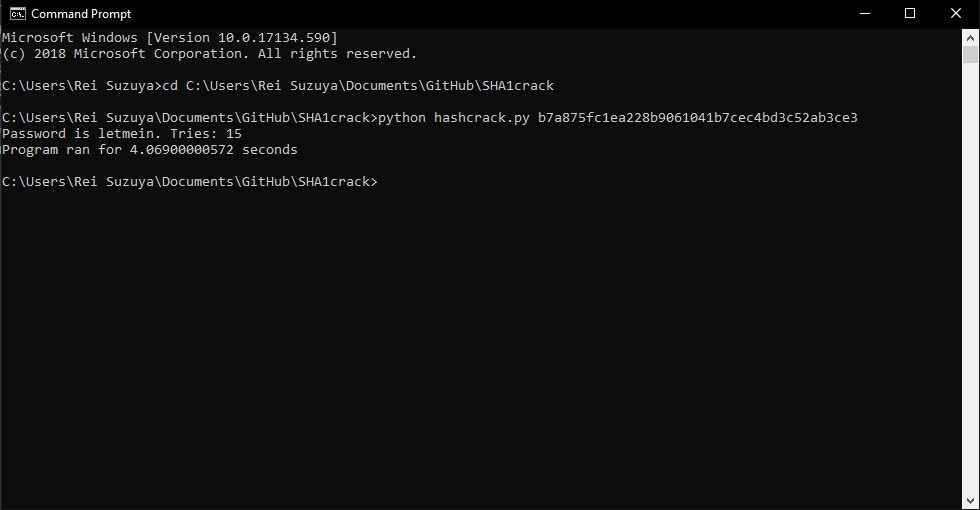 Command Prompt
Microsoft Windows [Version 10.0.17134.590]
(c) 2018 Microsoft Corporation. All rights reserved.
C:\Users\Rei Suzuya>cd C:\Users\Rei Suzuya\Documents\GitHub\SHA1crack
C:\Users\Rei Suzuya\Documents\GitHub\SHA1crack>python hashcrack.py b7a875fc1ea228b9061041b7cec4bd3c52ab3ce3
Password is letmein. Tries: 15
Program ran for 4.06900000572 seconds
C:\Users\Rei Suzuya\Documents\GitHub\SHA1crack>